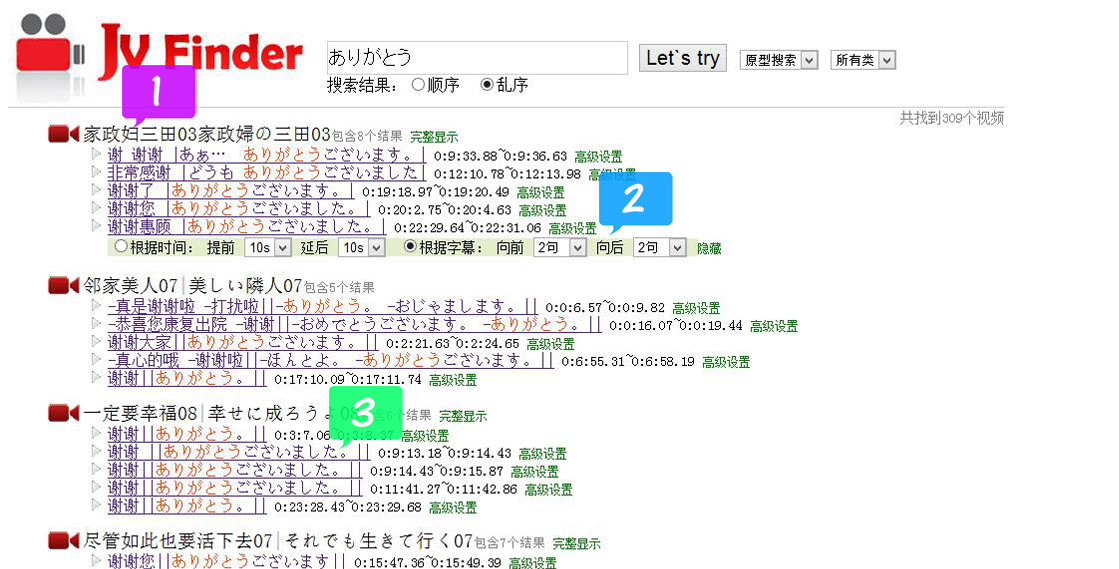 Jv Finder
ありがとう Let`s try 原型搜索 所有类
搜索结果： 顺序 乱序
共找到309个视频
1
家政妇三田03家政婦の三田03包含8个结果 完整显示
谢 谢谢 |あぁ… ありがとうございます。| 0:9:33.88~0:9:36.63 高级设置
非常感谢 |どうも ありがとうございました| 0:12:10.78~0:12:13.98 高级设置
谢谢了 |ありがとうございます。| 0:19:18.97~0:19:20.49 高级设置
谢谢您 |ありがとうございました。| 0:20:2.75~0:20:4.63 高级设置
2
谢谢惠顾 |ありがとうございました。| 0:22:29.64~0:22:31.06 高级设置
根据时间： 提前 10s 延后 10s 根据字幕： 向前 2句 向后 2句 隐藏
邻家美人07|美しい隣人07包含5个结果
-真是谢谢啦 -打扰啦||-ありがとう。 -おじゃまします。|| 0:0:6.57~0:0:9.82 高级设置
-恭喜您康复出院 -谢谢||-おめでとうございます。 -ありがとう。|| 0:0:16.07~0:0:19.44 高级设置
谢谢大家||ありがとうございます。|| 0:2:21.63~0:2:24.65 高级设置
-真心的哦 -谢谢啦||-ほんとよ。 -ありがとうございます。|| 0:6:55.31~0:6:58.19 高级设置
谢谢||ありがとう。|| 0:17:10.09~0:17:11.74 高级设置
3
一定要幸福08|幸せに成ろうよ08包含6个结果 完整显示
谢谢||ありがとう。|| 0:3:7.06~0:3:8.37 高级设置
谢谢 ||ありがとうございました。|| 0:9:13.18~0:9:14.43 高级设置
谢谢||ありがとうございました。|| 0:9:14.43~0:9:15.87 高级设置
谢谢||ありがとうございました。|| 0:11:41.27~0:11:42.86 高级设置
谢谢||ありがとう。|| 0:23:28.43~0:23:29.68 高级设置
尽管如此也要活下去07|それでも生きて行く07包含7个结果 完整显示
谢谢您||ありがとうございます|| 0:15:47.36~0:15:49.39 高级设置